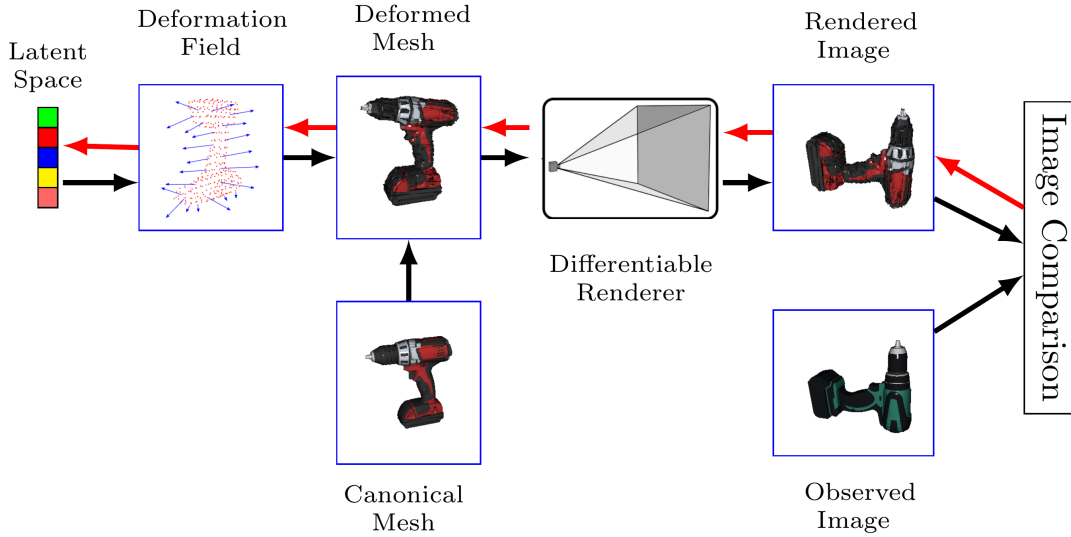 Latent
Space
Deformation
Field
Deformed
Mesh
Rendered
Image
Image Comparison
Differentiable
Renderer
Canonical
Mesh
Observed
Image